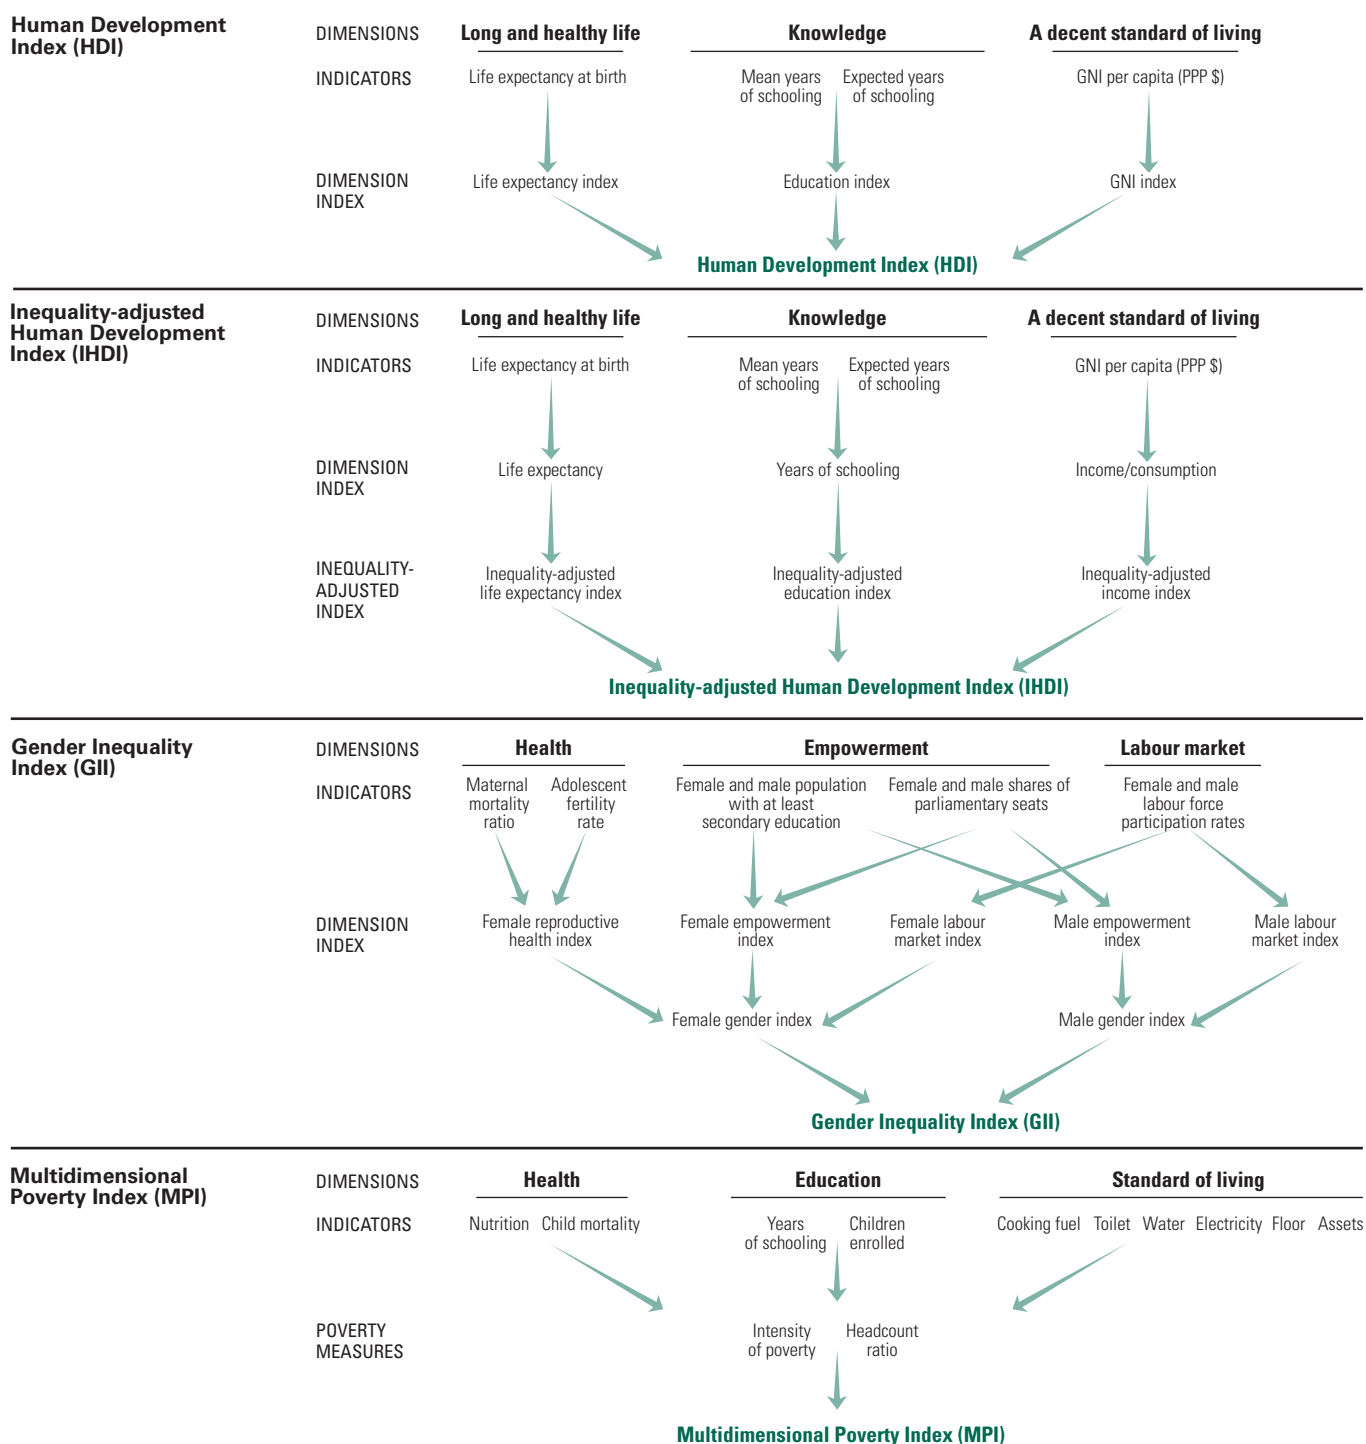 Human Development
Index (HDI)
DIMENSIONS
Long and healthy life
Knowledge
A decent standard of living
INDICATORS
Life expectancy at birth
Mean years
of schooling
Expected years
of schooling
GNI per capita (PPP $)
DIMENSION
INDEX
Life expectancy index
Education index
GNI index
Human Development Index (HDI)
Inequality-adjusted
Human Development
Index (IHDI)
DIMENSIONS
Long and healthy life
Knowledge
A decent standard of living
INDICATORS
Life expectancy at birth
Mean years
of schooling
Expected years
of schooling
GNI per capita (PPP $)
DIMENSION
INDEX
Life expectancy
Years of schooling
Income/consumption
INEQUALITY-
ADJUSTED
INDEX
Inequality-adjusted
life expectancy index
Inequality-adjusted
education index
Inequality-adjusted
income index
Inequality-adjusted Human Development Index (IHDI)
Gender Inequality
Index (GII)
DIMENSIONS
Health
Empowerment
Labour market
INDICATORS
Maternal
mortality
ratio
Adolescent
fertility
rate
Female and male population
with at least
secondary education
Female and male shares of
parliamentary seats
Female and male
labour force
participation rates
DIMENSION
INDEX
Female reproductive
health index
Female empowerment
index
Female labour
market index
Male empowerment
index
Male labour
market index
Female gender index
Male gender index
Gender Inequality Index (GII)
Multidimensional
Poverty Index (MPI)
DIMENSIONS
Health
Education
Standard of living
INDICATORS
Nutrition
Child mortality
Years
of schooling
Children
enrolled
Cooking fuel
Toilet
Water
Electricity
Floor
Assets
POVERTY
MEASURES
Intensity
of poverty
Headcount
ratio
Multidimensional Poverty Index (MPI)